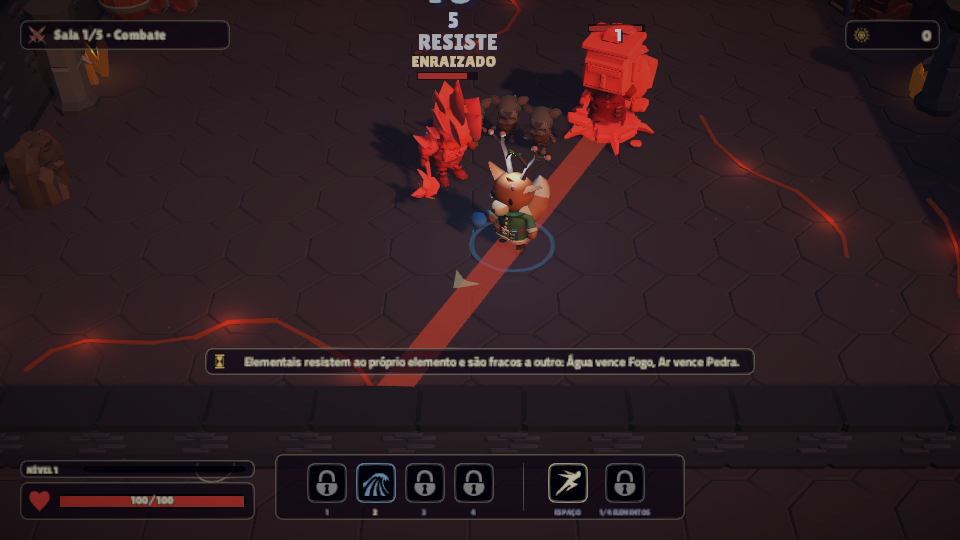 Sala 1/5 - Combate
5
RESISTE
ENRAIZADO
1
0
Elementais resistem ao próprio elemento e são fracos a outro: Água vence Fogo, Ar vence Pedra.
NÍVEL 1
100/100
1
2
3
4
ESPAÇO
1/4 ELEMENTOS